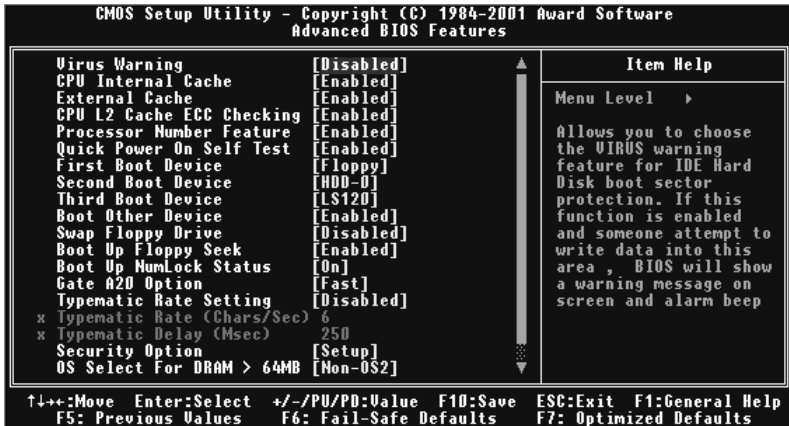 CMOS Setup Utility - Copyright (C) 1984-2001 Award Software
Advanced BIOS Features
Virus Warning [Disabled]
CPU Internal Cache [Enabled]
External Cache [Enabled]
CPU L2 Cache ECC Checking [Enabled]
Processor Number Feature [Enabled]
Quick Power On Self Test [Enabled]
First Boot Device [Floppy]
Second Boot Device [HDD-0]
Third Boot Device [LS120]
Boot Other Device [Enabled]
Swap Floppy Drive [Disabled]
Boot Up Floppy Seek [Enabled]
Boot Up NumLock Status [On]
Gate A20 Option [Fast]
Typematic Rate Setting [Disabled]
x Typematic Rate (Chars/Sec) 6
x Typematic Delay (Msec) 250
Security Option [Setup]
OS Select For DRAM > 64MB [Non-OS2]
Item Help
Menu Level ▸
Allows you to choose
the VIRUS warning
feature for IDE Hard
Disk boot sector
protection. If this
function is enabled
and someone attempt to
write data into this
area , BIOS will show
a warning message on
screen and alarm beep
↑↓→←:Move Enter:Select +/-/PU/PD:Value F10:Save ESC:Exit F1:General Help
F5: Previous Values F6: Fail-Safe Defaults F7: Optimized Defaults